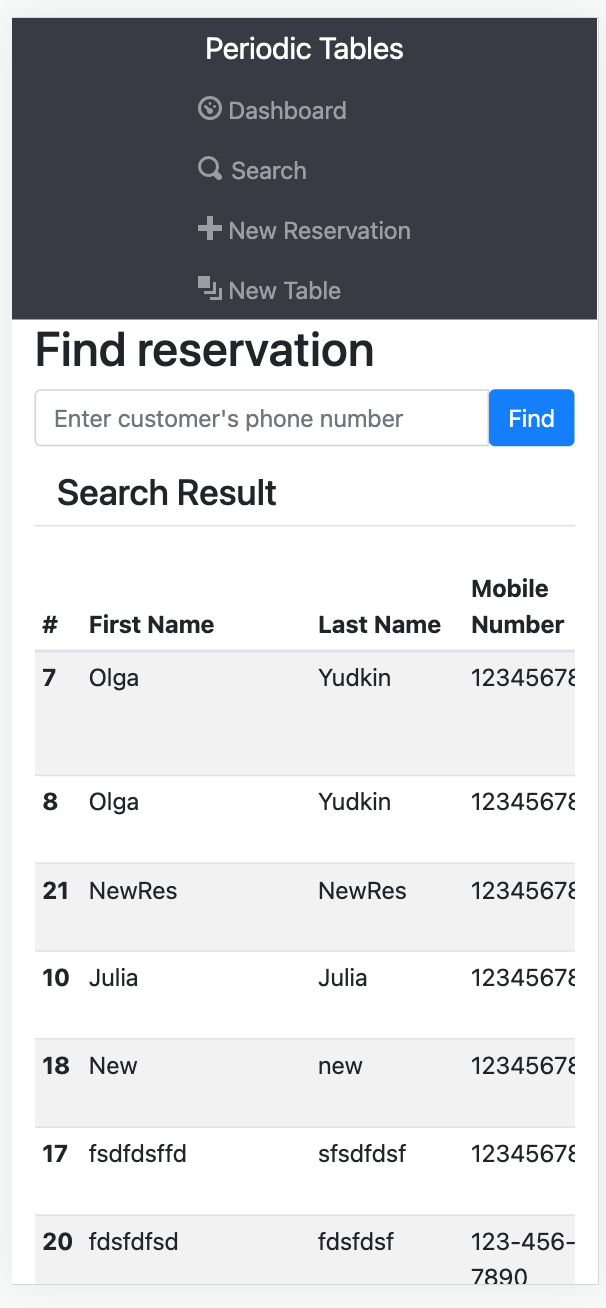 Periodic Tables
Dashboard
Search
New Reservation
New Table
Find reservation
Enter customer's phone number Find
Search Result
# First Name Last Name Mobile Number
7 Olga Yudkin 12345678
8 Olga Yudkin 12345678
21 NewRes NewRes 12345678
10 Julia Julia 12345678
18 New new 12345678
17 fsdfdsffd sfsdfdsf 12345678
20 fdsfdfsd fdsfdsf 123-456-
7890